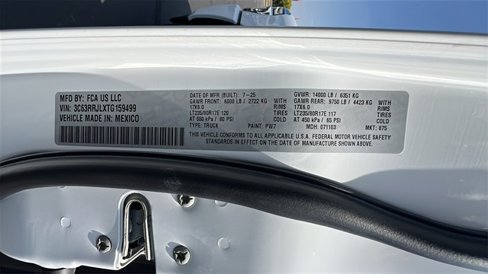 MFD BY: FCA US LLC
VIN: 3C63RRJLXTG159499
VEHICLE MADE IN: MEXICO
DATE OF MFR (BUILT): 7-25 GVWR: 14000 LB / 6351 KG
GAWR FRONT: 6000 LB / 2722 KG GAWR REAR: 9750 LB / 4423 KG
17X6.0 RIMS 17X6.0 RIMS
LT235/80R17E 120 TIRES LT235/80R17E 117 TIRES
AT 550 kPa / 80 PSI COLD AT 450 kPa / 65 PSI COLD
TYPE: TRUCK PAINT: PW7 MDH: 071103 MKT: 875
THIS VEHICLE CONFORMS TO ALL APPLICABLE U.S.A. FEDERAL MOTOR VEHICLE SAFETY
STANDARDS IN EFFECT ON THE DATE OF MANUFACTURE SHOWN ABOVE.